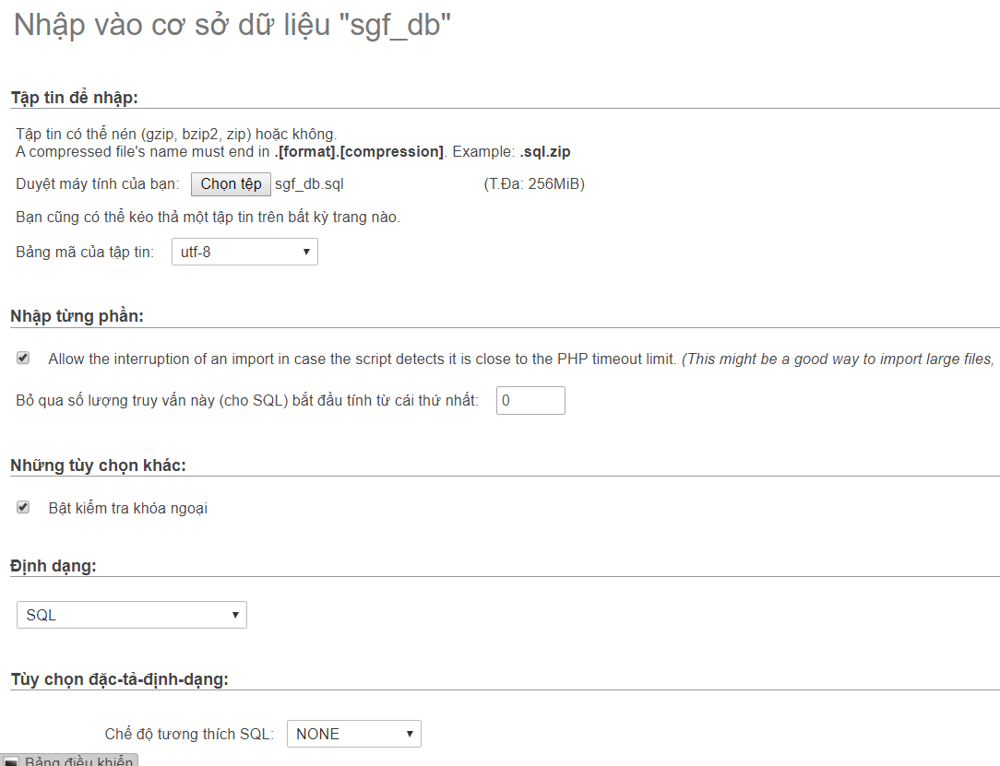 Nhập vào cơ sở dữ liệu "sgf_db"
Tập tin để nhập:
Tập tin có thể nén (gzip, bzip2, zip) hoặc không.
A compressed file's name must end in .[format].[compression]. Example: .sql.zip
Duyệt máy tính của bạn: Chọn tệp sgf_db.sql (T.Đa: 256MiB)
Bạn cũng có thể kéo thả một tập tin trên bất kỳ trang nào.
Bảng mã của tập tin: utf-8
Nhập từng phần:
Allow the interruption of an import in case the script detects it is close to the PHP timeout limit. (This might be a good way to import large files,
Bỏ qua số lượng truy vấn này (cho SQL) bắt đầu tính từ cái thứ nhất: 0
Những tùy chọn khác:
Bật kiểm tra khóa ngoại
Định dạng:
SQL
Tùy chọn đặc-tả-định-dạng:
Chế độ tương thích SQL: NONE
Bảng điều khiển